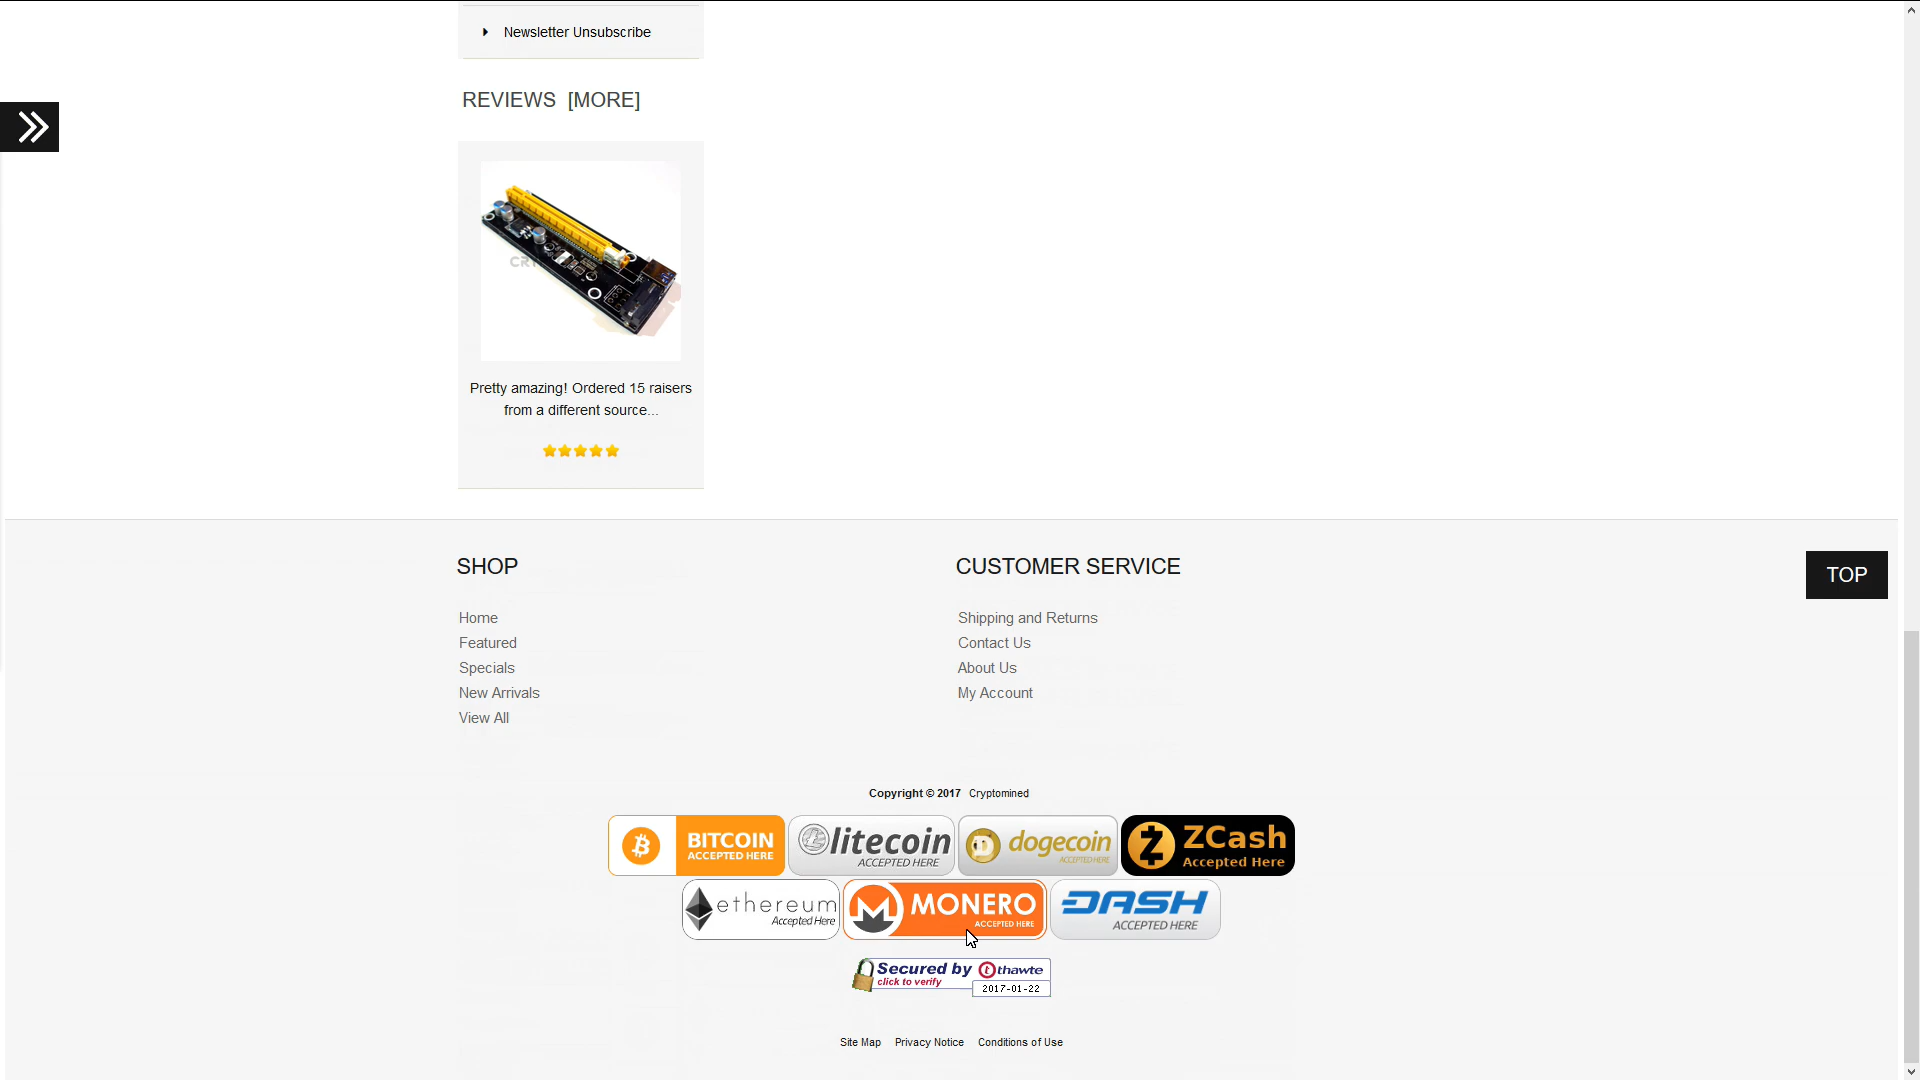 Newsletter Unsubscribe
REVIEWS [MORE]
Pretty amazing! Ordered 15 raisers
from a different source...
SHOP
Home
Featured
Specials
New Arrivals
View All
CUSTOMER SERVICE
Shipping and Returns
Contact Us
About Us
My Account
TOP
Copyright © 2017 Cryptomined
BITCOIN
ACCEPTED HERE
litecoin
ACCEPTED HERE
dogecoin
ACCEPTED HERE
ZCash
Accepted Here
ethereum
Accepted Here
MONERO
ACCEPTED HERE
DASH
ACCEPTED HERE
Secured by thawte
click to verify
2017-01-22
Site Map Privacy Notice Conditions of Use